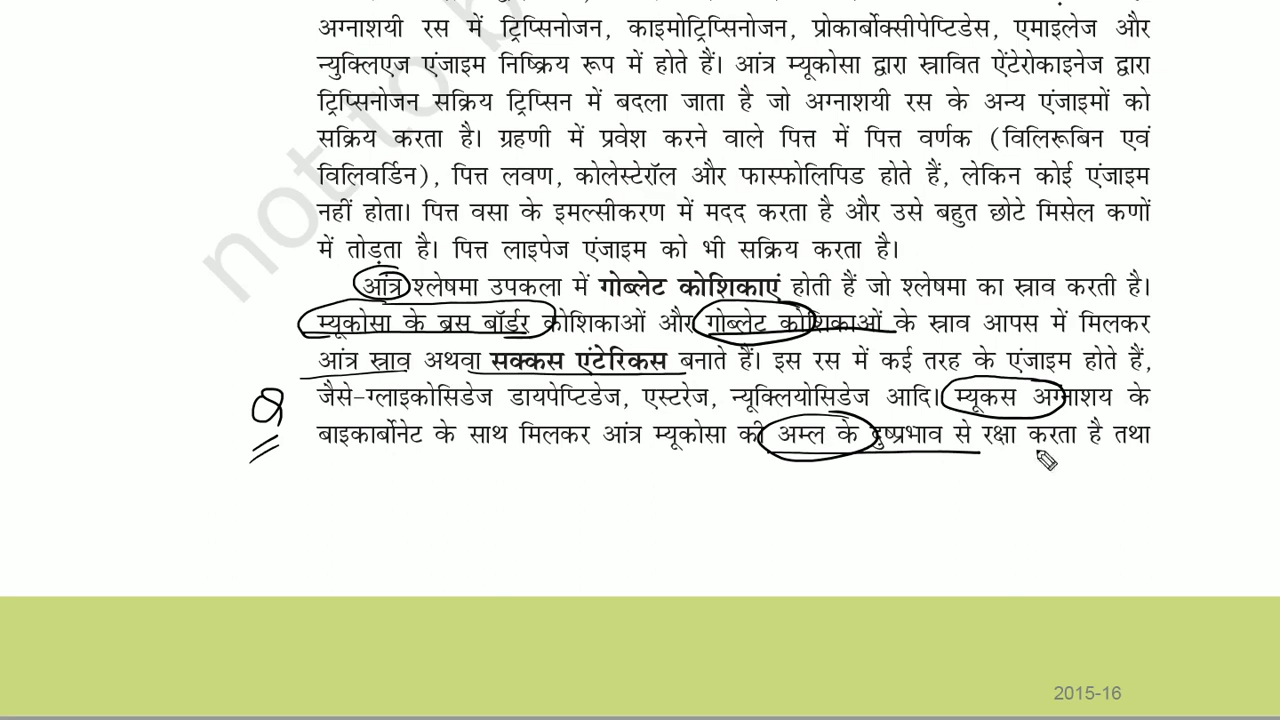 अग्नाशयी रस में ट्रिप्सिनोजन, काइमोट्रिप्सिनोजन, प्रोकार्बोक्सीपेप्टिडेस, एमाइलेज और
न्युक्लिएज एंजाइम निष्क्रिय रूप में होते हैं। आंत्र म्यूकोसा द्वारा स्रावित ऐंटेरोकाइनेज द्वारा
ट्रिप्सिनोजन सक्रिय ट्रिप्सिन में बदला जाता है जो अग्नाशयी रस के अन्य एंजाइमों को
सक्रिय करता है। ग्रहणी में प्रवेश करने वाले पित्त में पित्त वर्णक (विलिरूबिन एवं
विलिवर्डिन), पित्त लवण, कोलेस्टेरॉल और फास्फोलिपिड होते हैं, लेकिन कोई एंजाइम
नहीं होता। पित्त वसा के इमल्सीकरण में मदद करता है और उसे बहुत छोटे मिसेल कणों
में तोड़ता है। पित्त लाइपेज एंजाइम को भी सक्रिय करता है।
आंत्र श्लेषमा उपकला में गोब्लेट कोशिकाएं होती हैं जो श्लेषमा का स्राव करती है।
म्यूकोसा के ब्रस बॉर्डर कोशिकाओं और गोब्लेट कोशिकाओं के स्राव आपस में मिलकर
आंत्र स्राव अथवा सक्कस एंटेरिकस बनाते हैं। इस रस में कई तरह के एंजाइम होते हैं,
जैसे-ग्लाइकोसिडेज डायपेप्टिडेज, एस्टरेज, न्यूक्लियोसिडेज आदि। म्यूकस अग्नाशय के
बाइकार्बोनेट के साथ मिलकर आंत्र म्यूकोसा की अम्ल के दुष्प्रभाव से रक्षा करता है तथा
not to b
2015-16